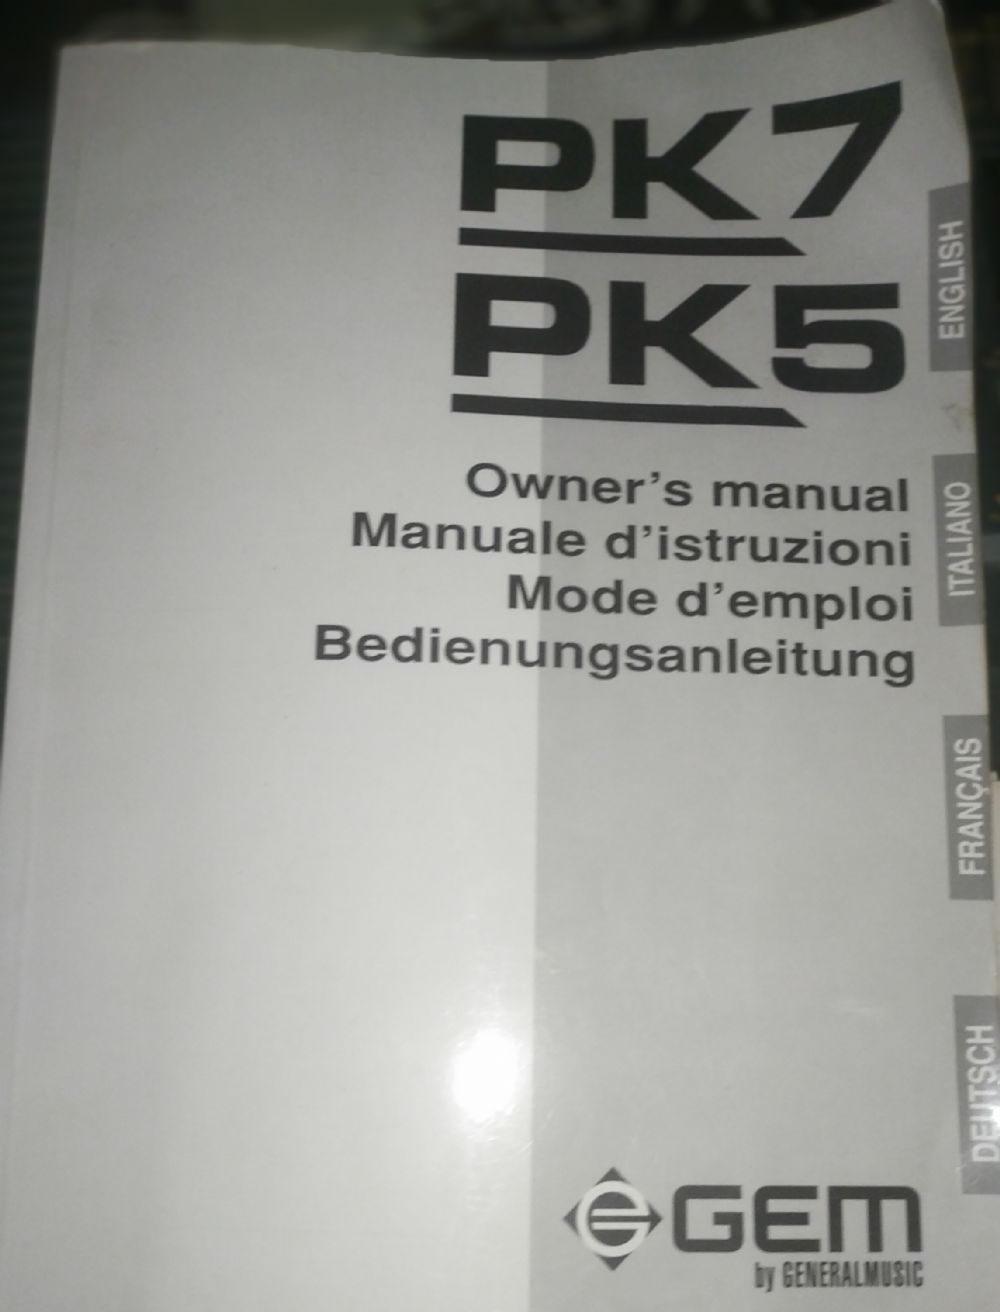 PK7
PK5
Owner's manual
Manuale d'istruzioni
Mode d'emploi
Bedienungsanleitung
ENGLISH
ITALIANO
FRANÇAIS
DEUTSCH
GEM
by GENERALMUSIC